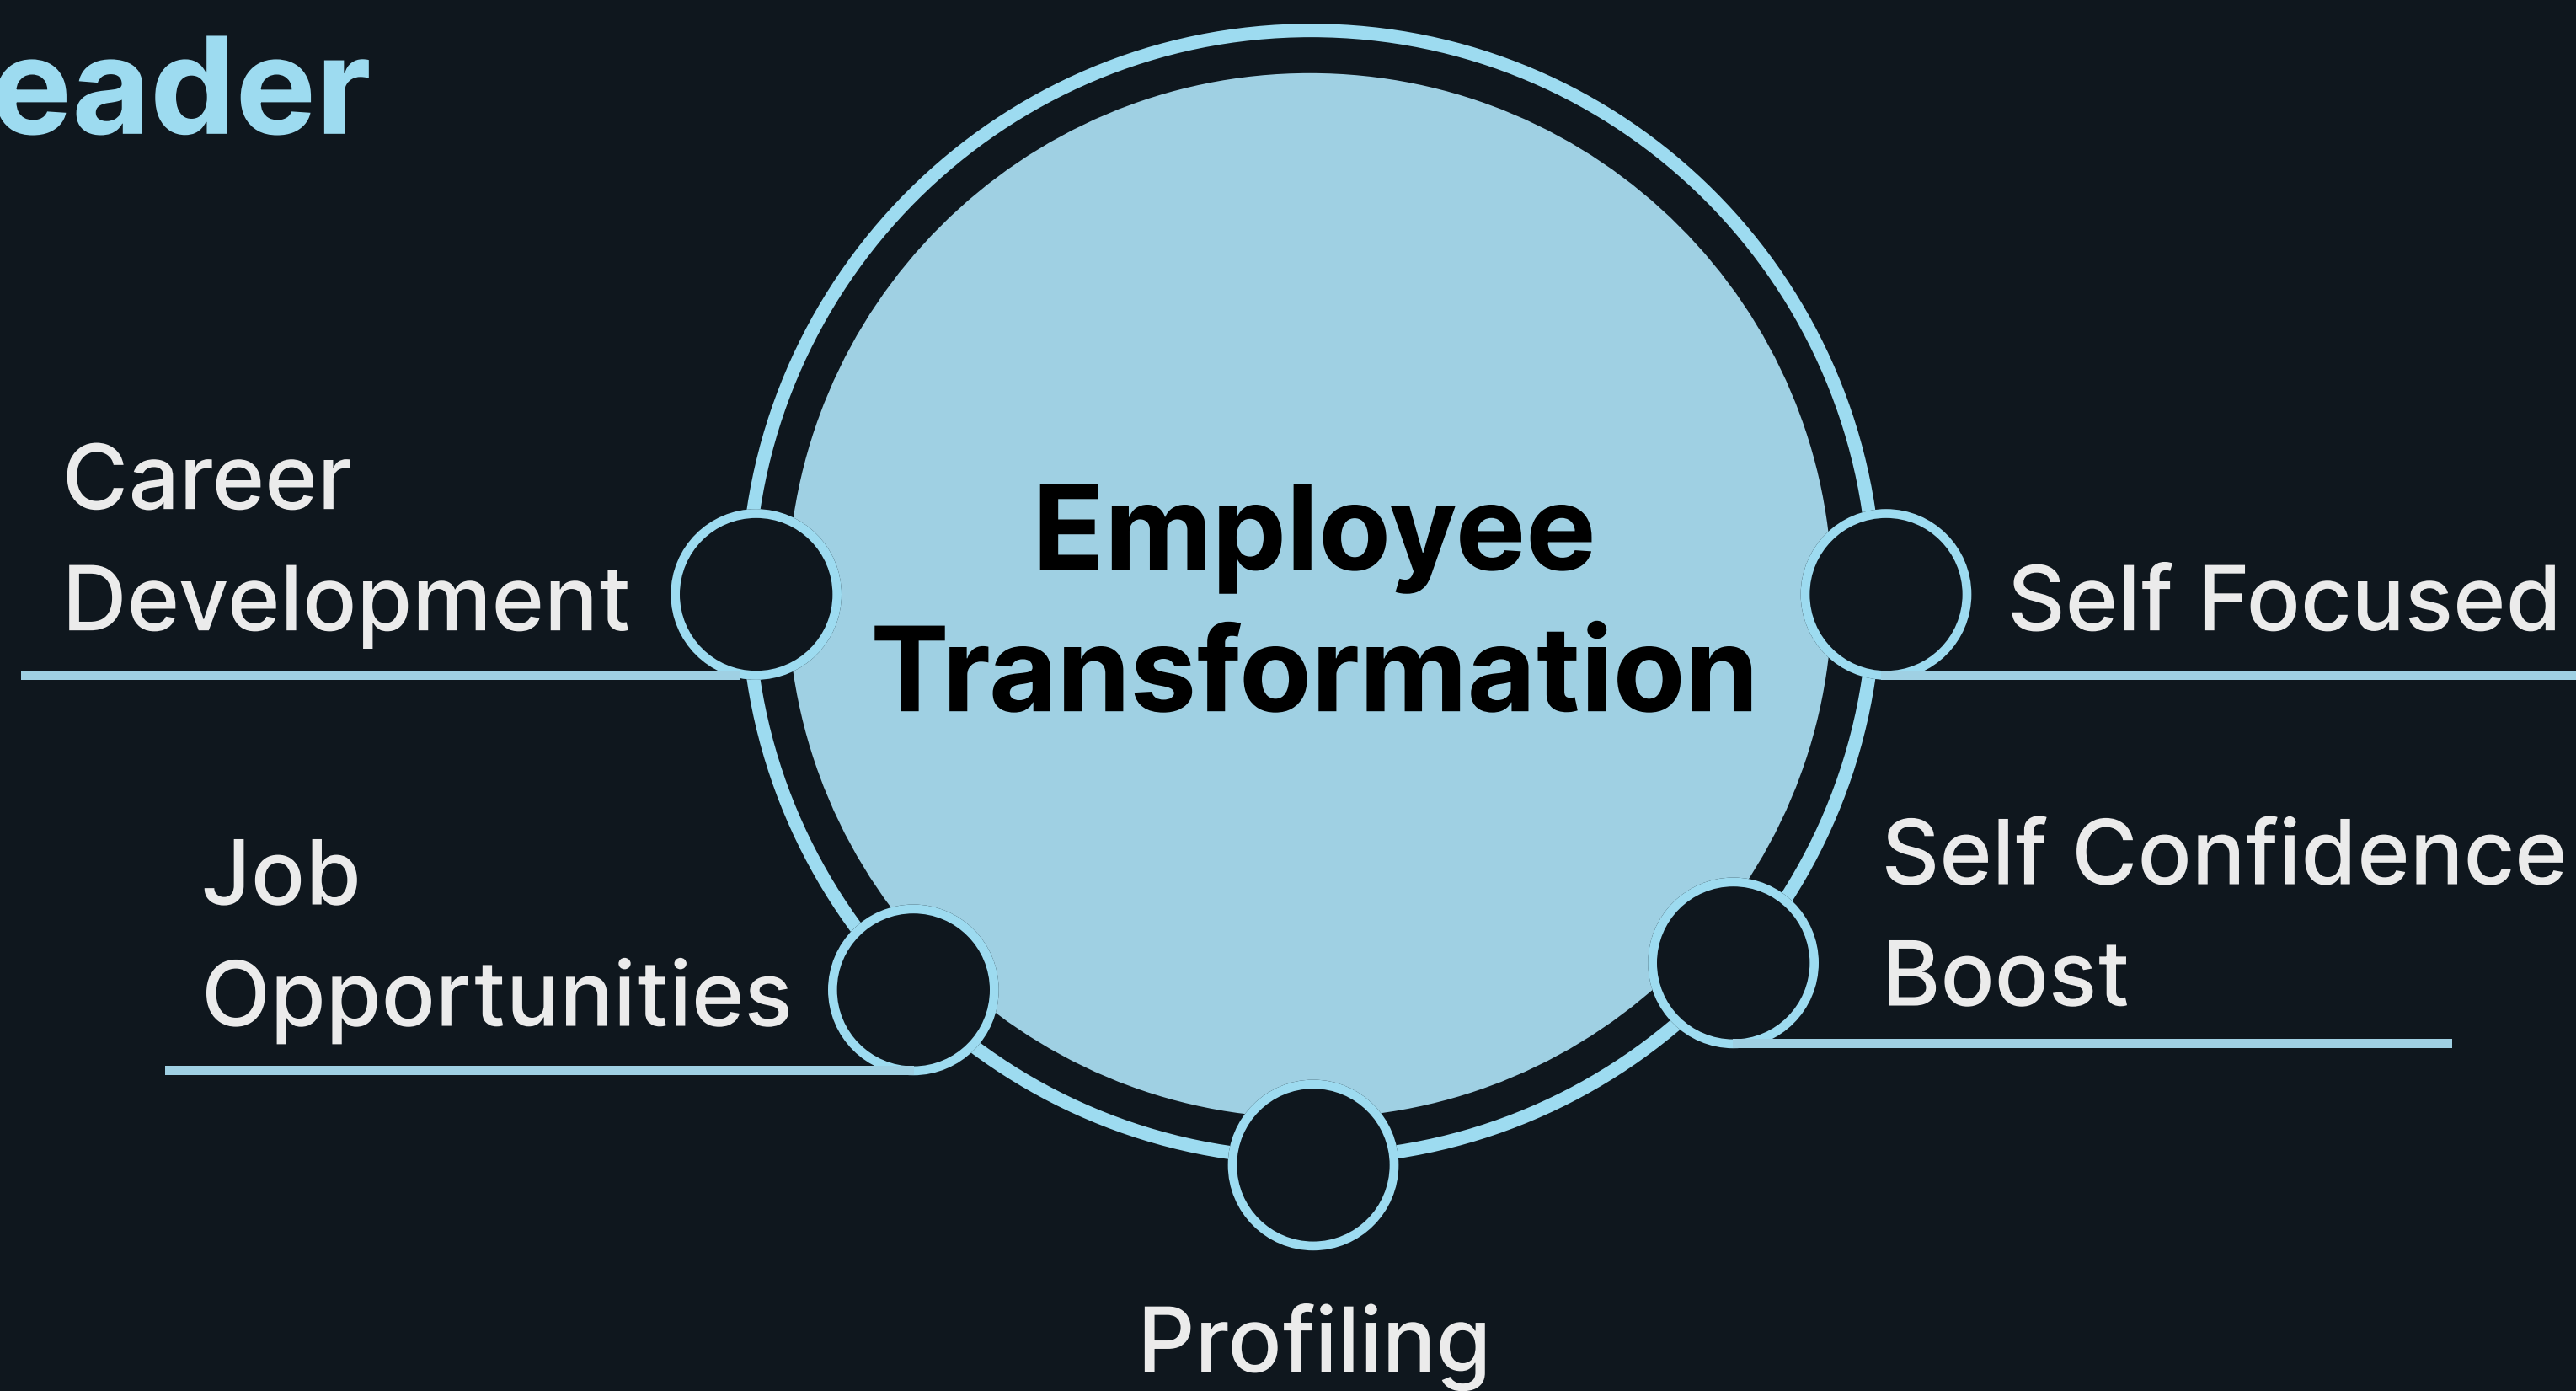 eader
Career
Development
Employee
Transformation
Self Focused
Job
Opportunities
Self Confidence
Boost
Profiling